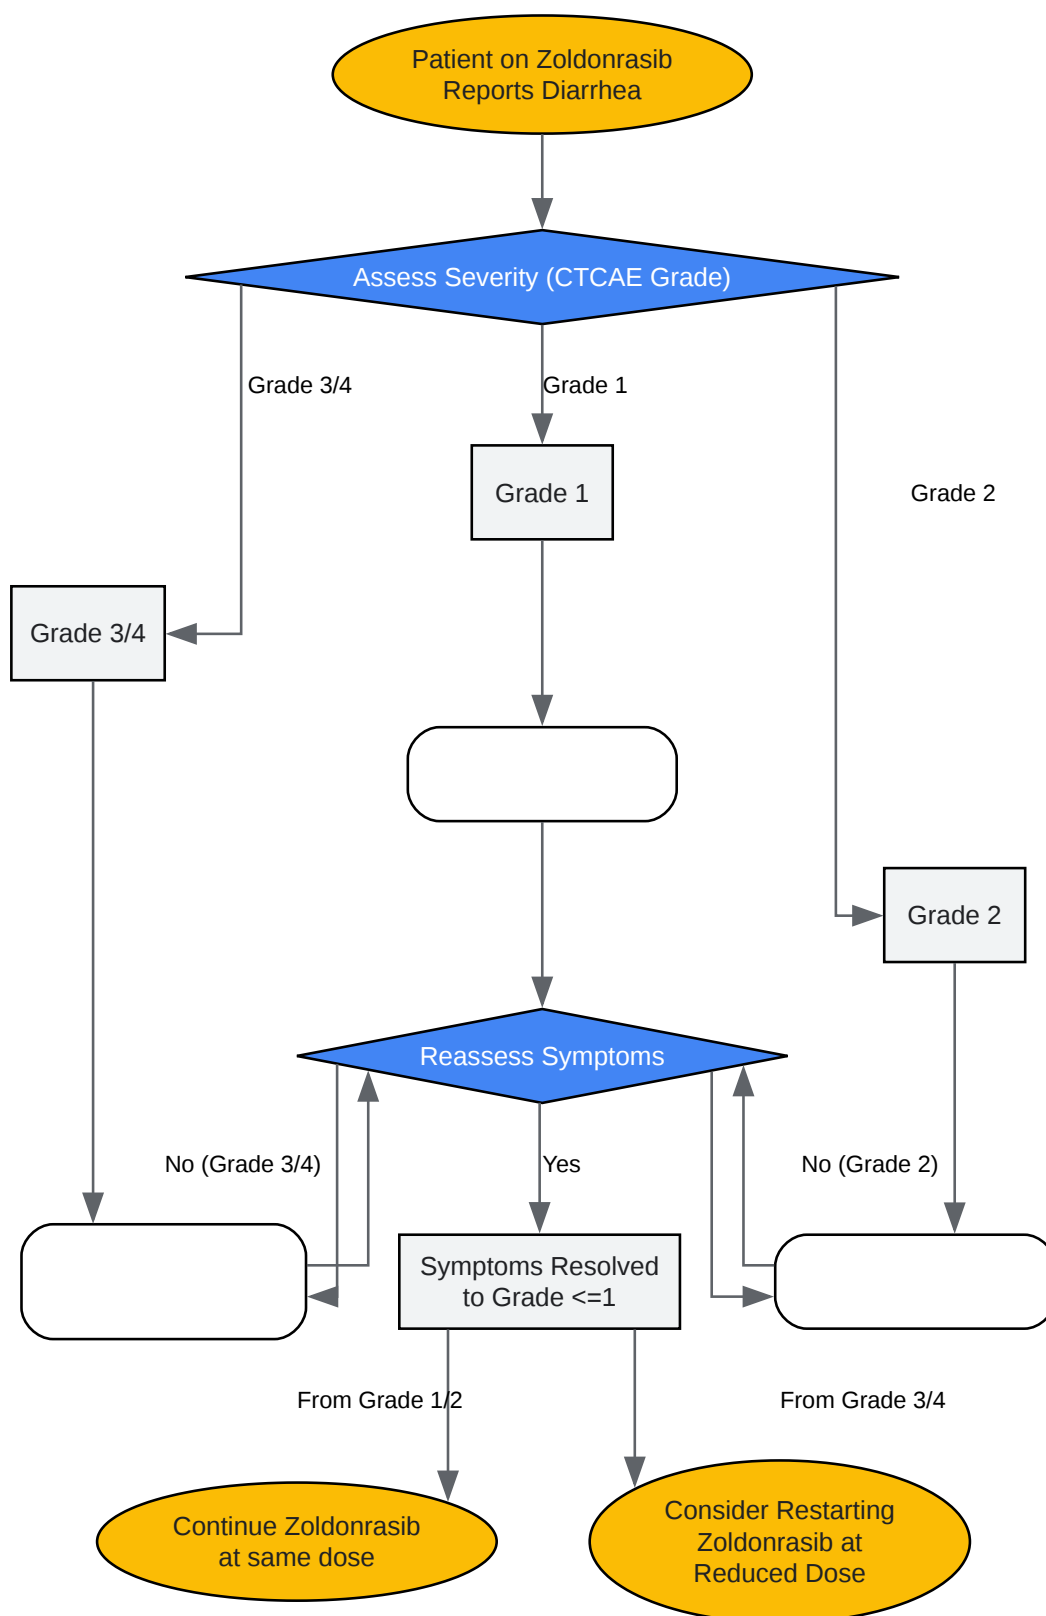 Patient on Zoldonrasib
Reports Diarrhea
Assess Severity (CTCAE Grade)
Grade 3/4
Grade 1
Grade 1
Grade 2
Grade 3/4
Grade 2
Reassess Symptoms
No (Grade 3/4)
Yes
No (Grade 2)
Symptoms Resolved
to Grade <=1
From Grade 1/2
From Grade 3/4
Continue Zoldonrasib
at same dose
Consider Restarting
Zoldonrasib at
Reduced Dose